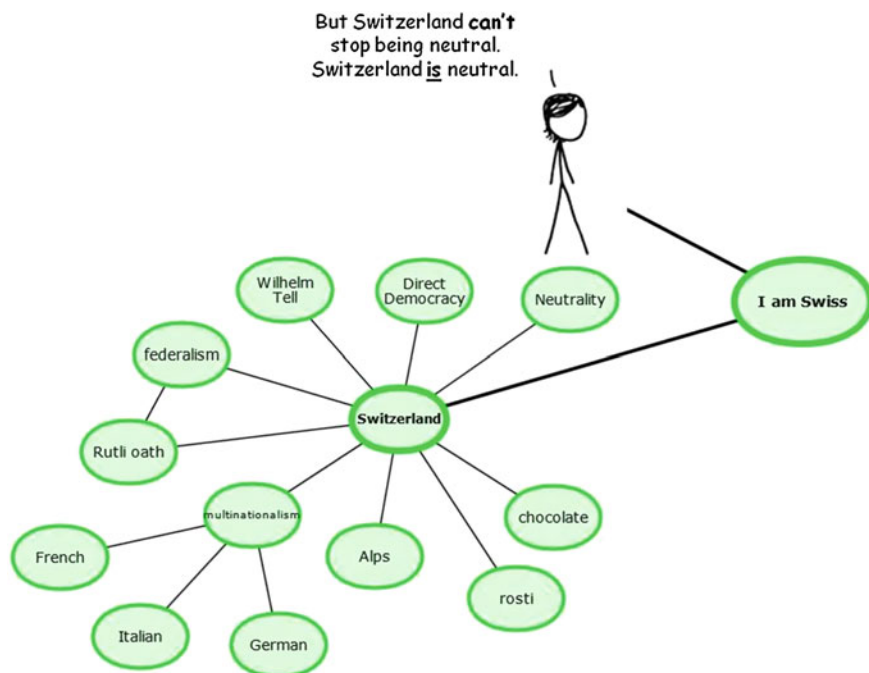 But Switzerland can't
stop being neutral.
Switzerland is neutral.
Wilhelm
Tell
Direct
Democracy
Neutrality
I am Swiss
federalism
Switzerland
Rutli oath
multinationalism
chocolate
French
Alps
rosti
Italian
German